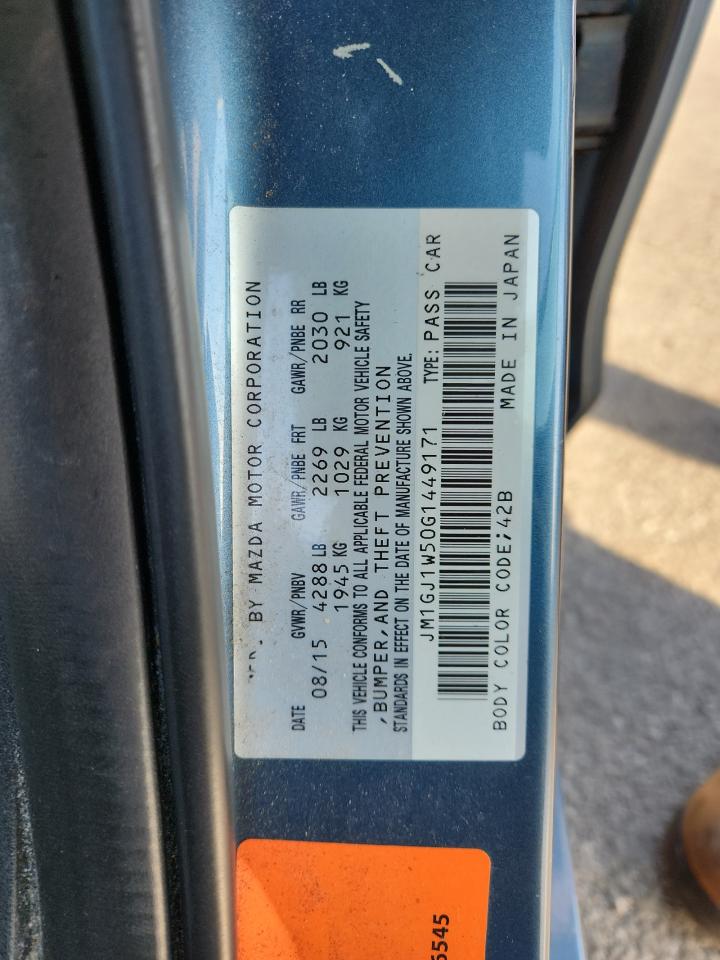 BY MAZDA MOTOR CORPORATION
DATE GVWR/PNBV GAWR/PNBE FRT GAWR/PNBE RR
08/15 4288 LB 2269 LB 2030 LB
1945 KG 1029 KG 921 KG
THIS VEHICLE CONFORMS TO ALL APPLICABLE FEDERAL MOTOR VEHICLE SAFETY
,BUMPER,AND THEFT PREVENTION
STANDARDS IN EFFECT ON THE DATE OF MANUFACTURE SHOWN ABOVE.
JM1GJ1W50G1449171 TYPE: PASS CAR
BODY COLOR CODE;42B MADE IN JAPAN